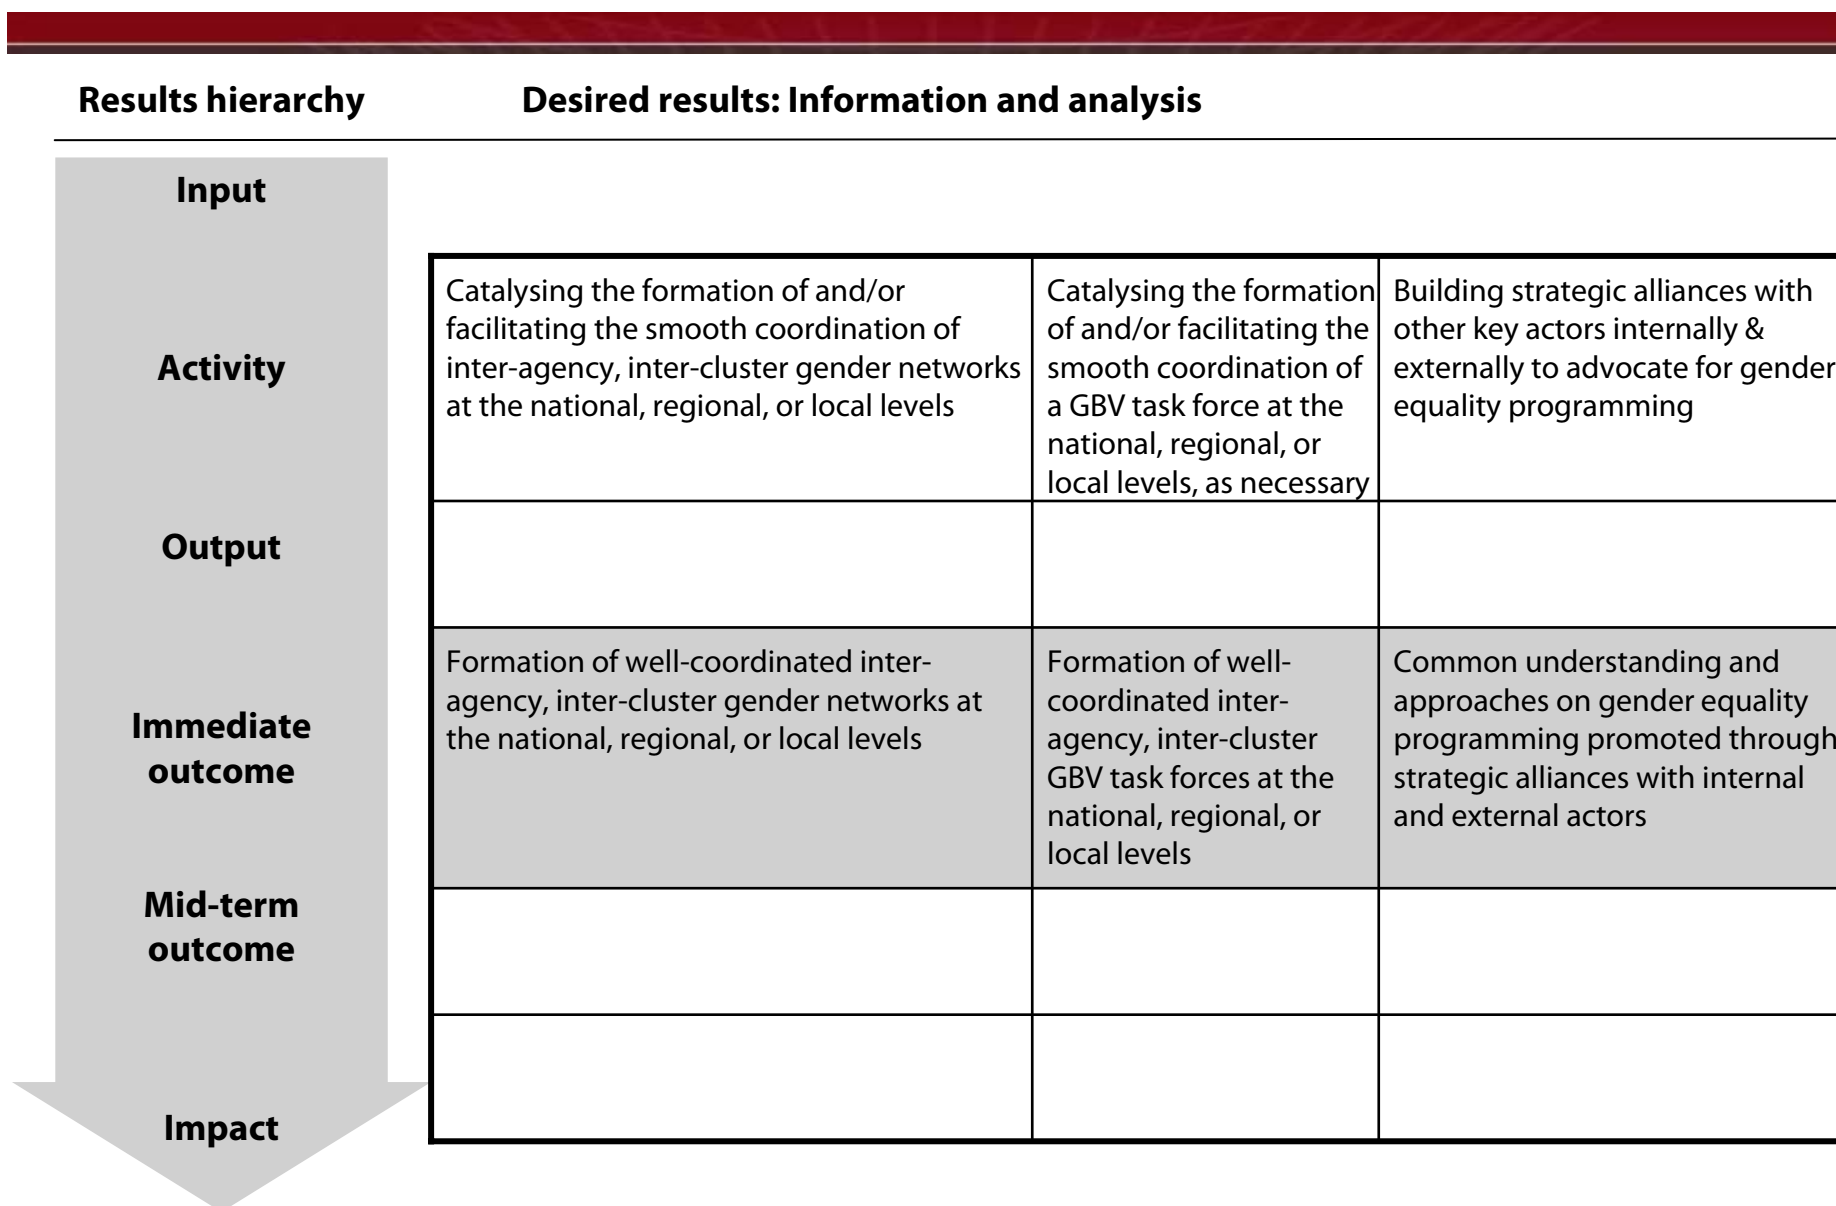 Results hierarchy
Desired results: Information and analysis
Input
Activity
Catalysing the formation of and/or
facilitating the smooth coordination of
inter-agency, inter-cluster gender networks
at the national, regional, or local levels
Catalysing the formation
of and/or facilitating the
smooth coordination of
a GBV task force at the
national, regional, or
local levels, as necessary
Building strategic alliances with
other key actors internally &
externally to advocate for gender
equality programming
Output
Immediate
outcome
Formation of well-coordinated inter-
agency, inter-cluster gender networks at
the national, regional, or local levels
Formation of well-
coordinated inter-
agency, inter-cluster
GBV task forces at the
national, regional, or
local levels
Common understanding and
approaches on gender equality
programming promoted through
strategic alliances with internal
and external actors
Mid-term
outcome
Impact